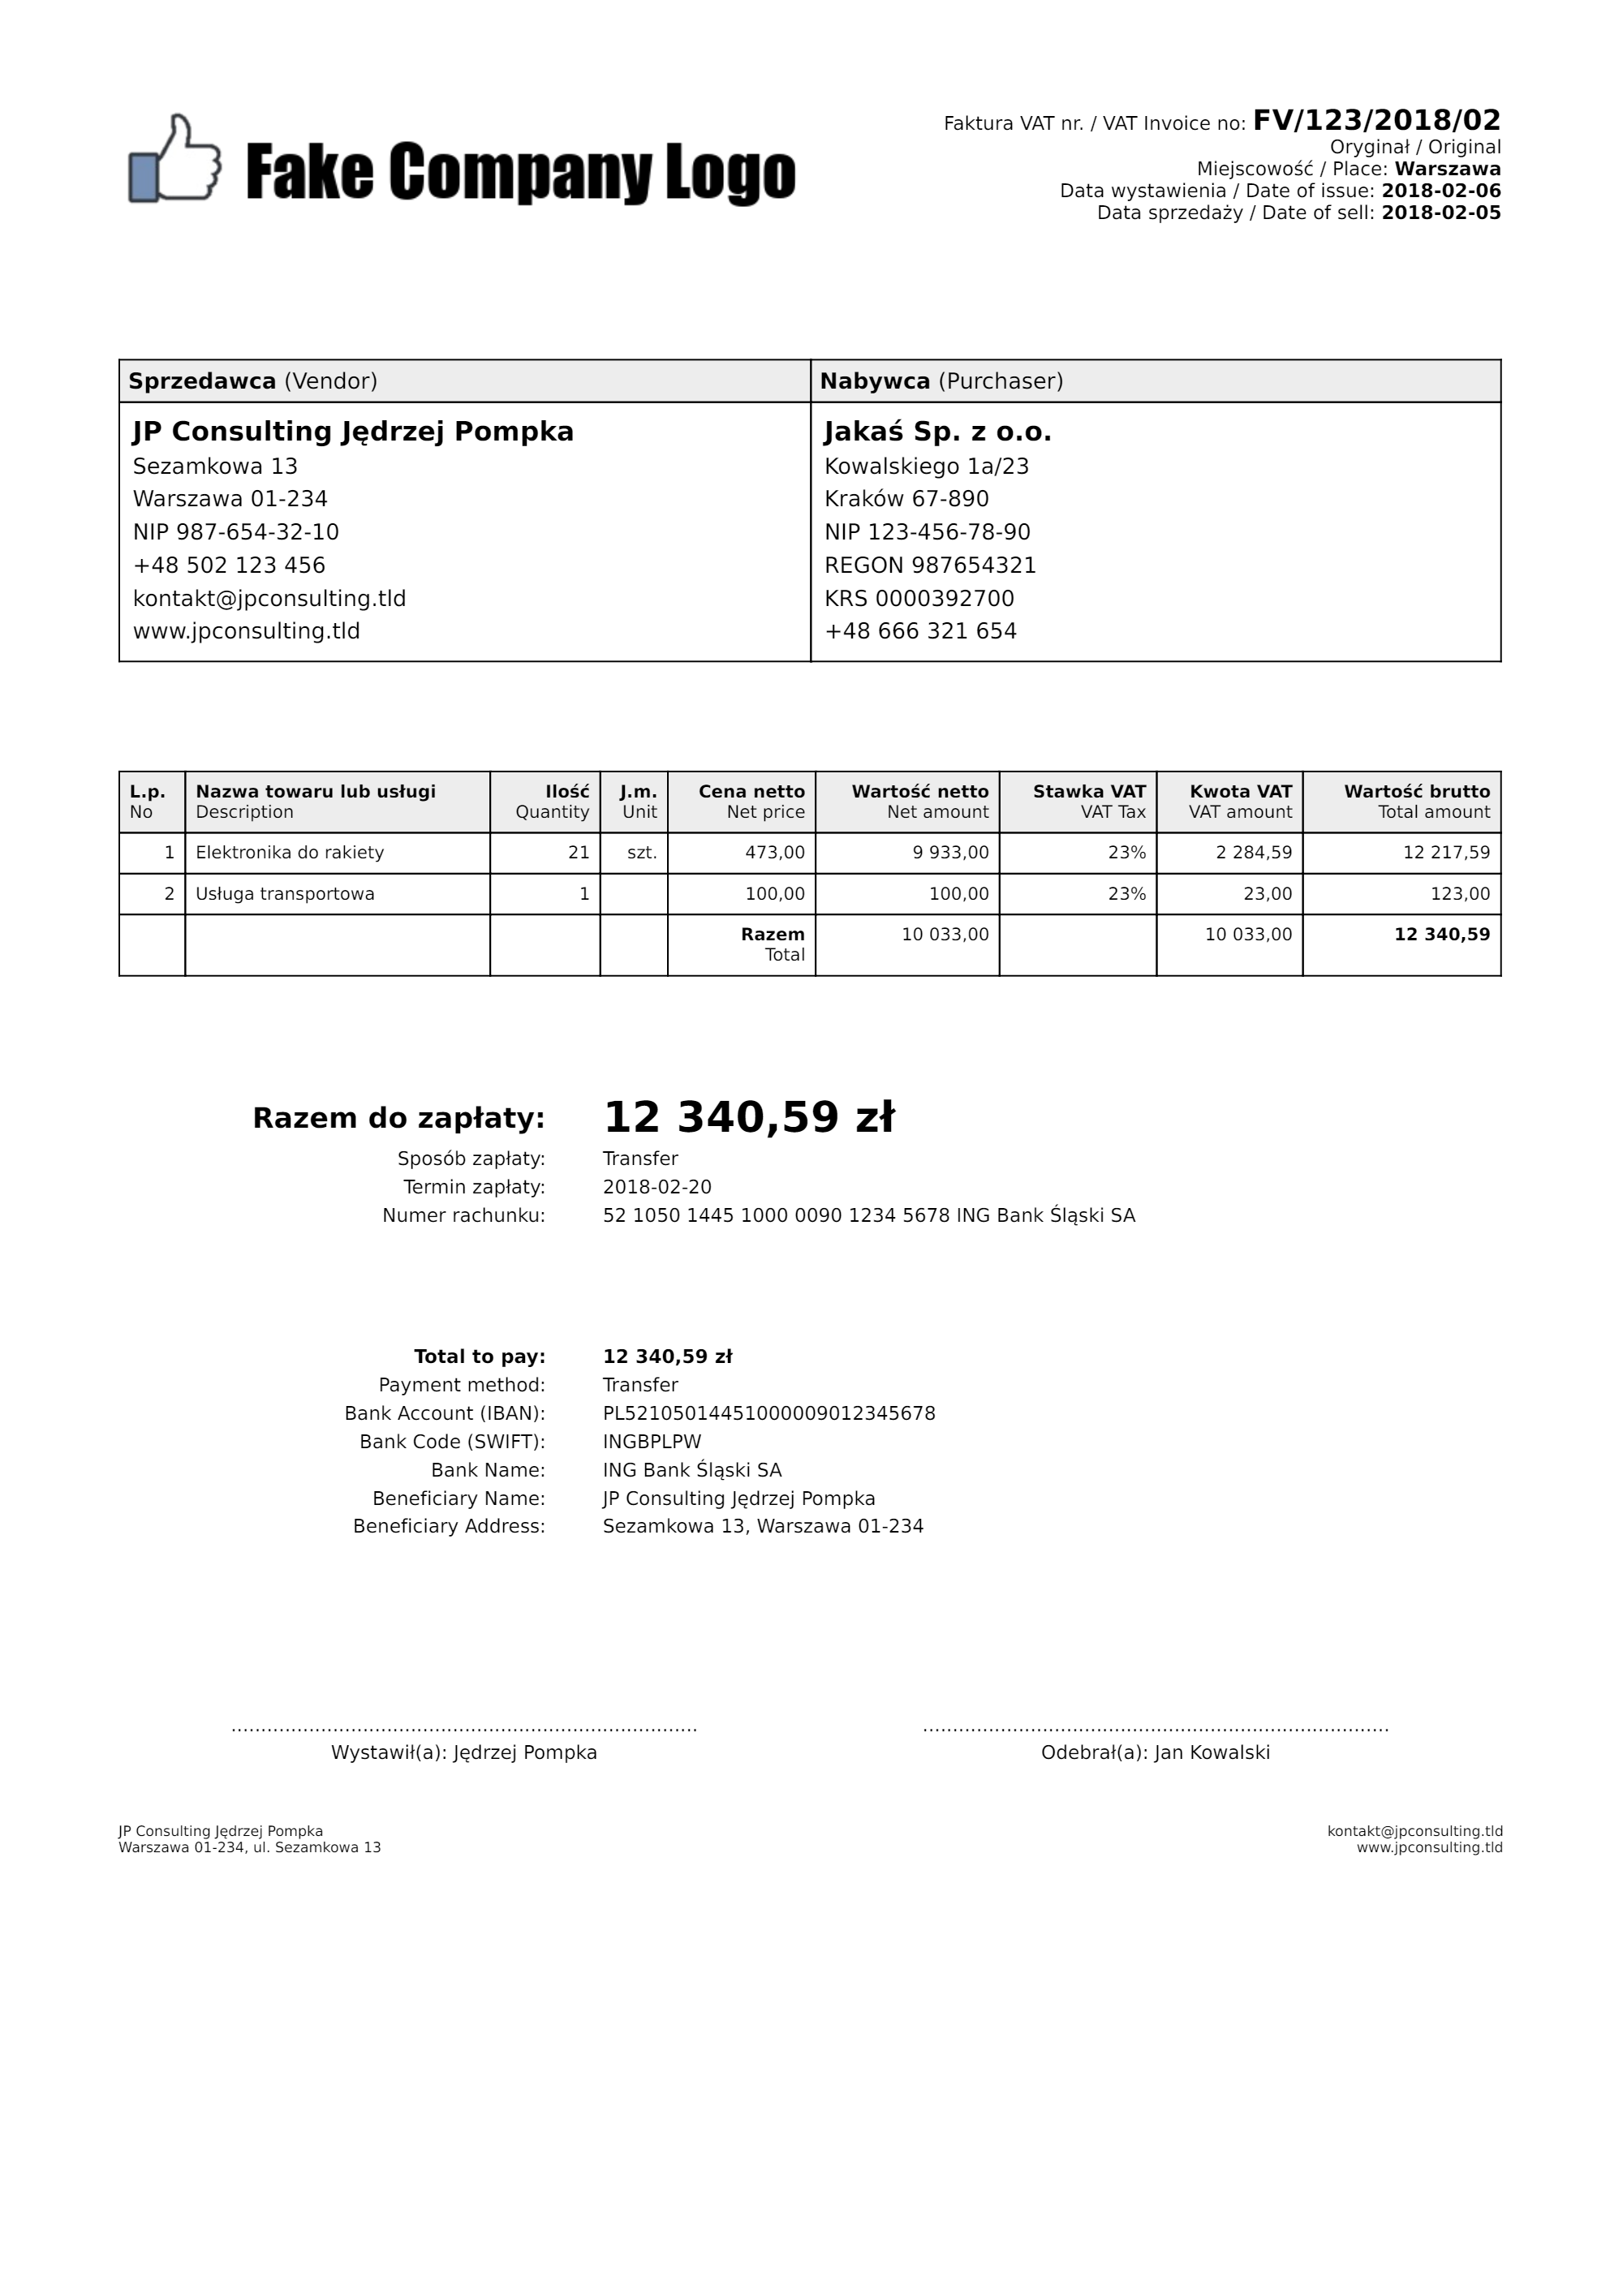 Fake Company Logo
Faktura VAT nr. / VAT Invoice no: FV/123/2018/02
Oryginał / Original
Miejscowość / Place: Warszawa
Data wystawienia / Date of issue: 2018-02-06
Data sprzedaży / Date of sell: 2018-02-05
Sprzedawca (Vendor)
JP Consulting Jędrzej Pompka
Sezamkowa 13
Warszawa 01-234
NIP 987-654-32-10
+48 502 123 456
kontakt@jpconsulting.tld
www.jpconsulting.tld
Nabywca (Purchaser)
Jakaś Sp. z o.o.
Kowalskiego 1a/23
Kraków 67-890
NIP 123-456-78-90
REGON 987654321
KRS 0000392700
+48 666 321 654
L.p. Nazwa towaru lub usługi Ilość J.m. Cena netto Wartość netto Stawka VAT Kwota VAT Wartość brutto
No Description Quantity Unit Net price Net amount VAT Tax VAT amount Total amount
1 Elektronika do rakiety 21 szt. 473,00 9 933,00 23% 2 284,59 12 217,59
2 Usługa transportowa 1 100,00 100,00 23% 23,00 123,00
Razem 10 033,00 10 033,00 12 340,59
Total
Razem do zapłaty: 12 340,59 zł
Sposób zapłaty: Transfer
Termin zapłaty: 2018-02-20
Numer rachunku: 52 1050 1445 1000 0090 1234 5678 ING Bank Śląski SA
Total to pay: 12 340,59 zł
Payment method: Transfer
Bank Account (IBAN): PL52105014451000009012345678
Bank Code (SWIFT): INGBPLPW
Bank Name: ING Bank Śląski SA
Beneficiary Name: JP Consulting Jędrzej Pompka
Beneficiary Address: Sezamkowa 13, Warszawa 01-234
Wystawił(a): Jędrzej Pompka
Odebrał(a): Jan Kowalski
JP Consulting Jędrzej Pompka
Warszawa 01-234, ul. Sezamkowa 13
kontakt@jpconsulting.tld
www.jpconsulting.tld